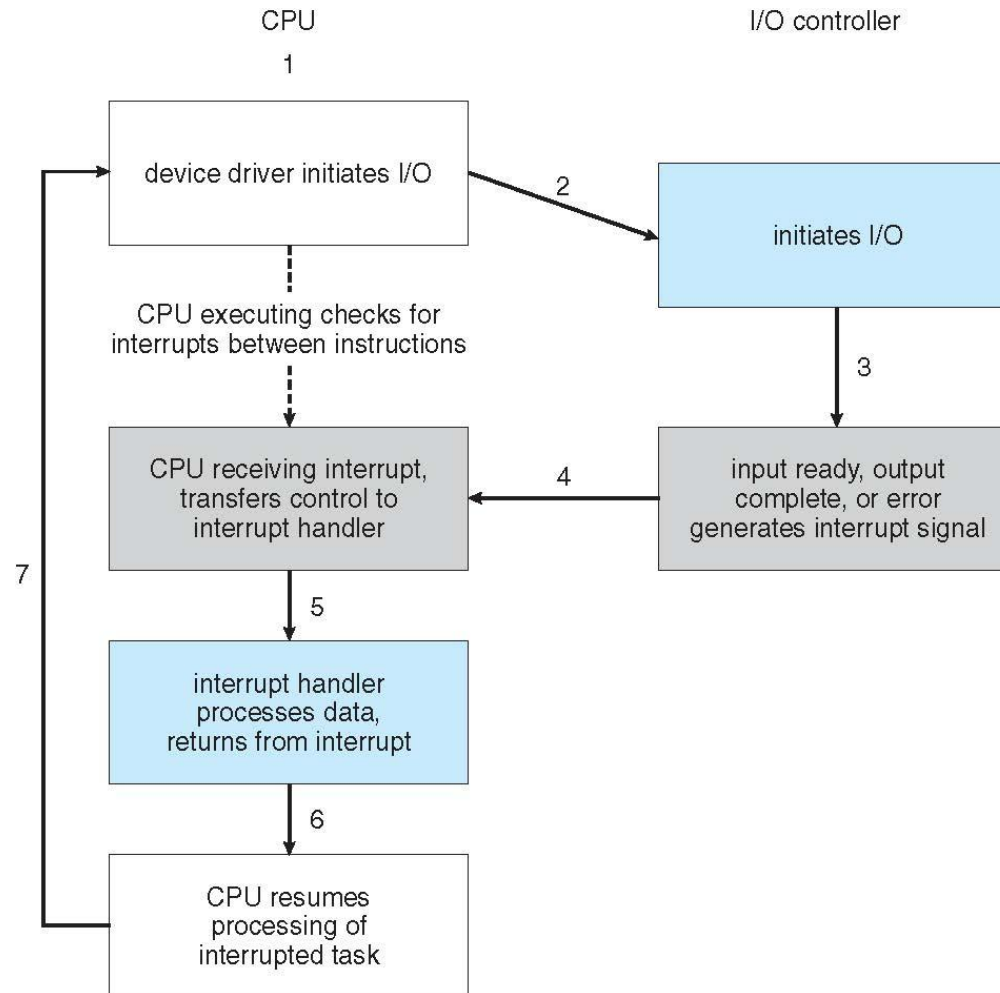 CPU
I/O controller
1
device driver initiates I/O
2
initiates I/O
CPU executing checks for
interrupts between instructions
3
CPU receiving interrupt,
transfers control to
interrupt handler
4
input ready, output
complete, or error
generates interrupt signal
7
5
interrupt handler
processes data,
returns from interrupt
6
CPU resumes
processing of
interrupted task